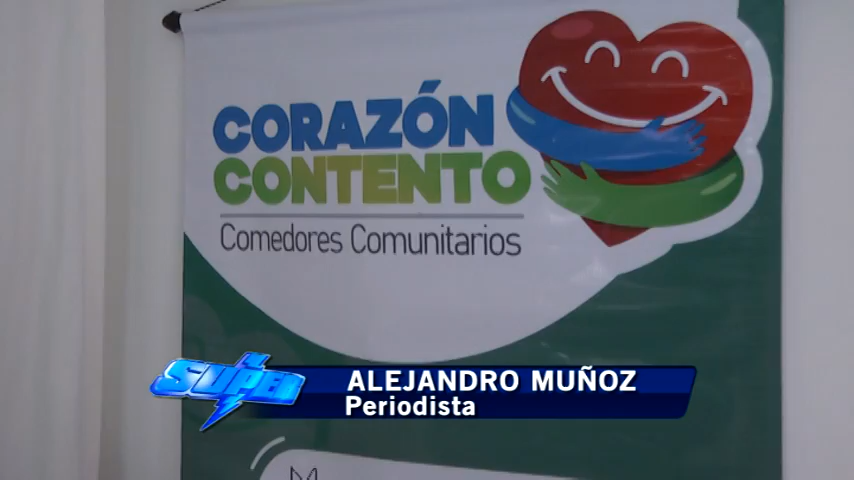 CORAZÓN
CONTENTO
Comedores Comunitarios
SUPER
ALEJANDRO MUÑOZ
Periodista